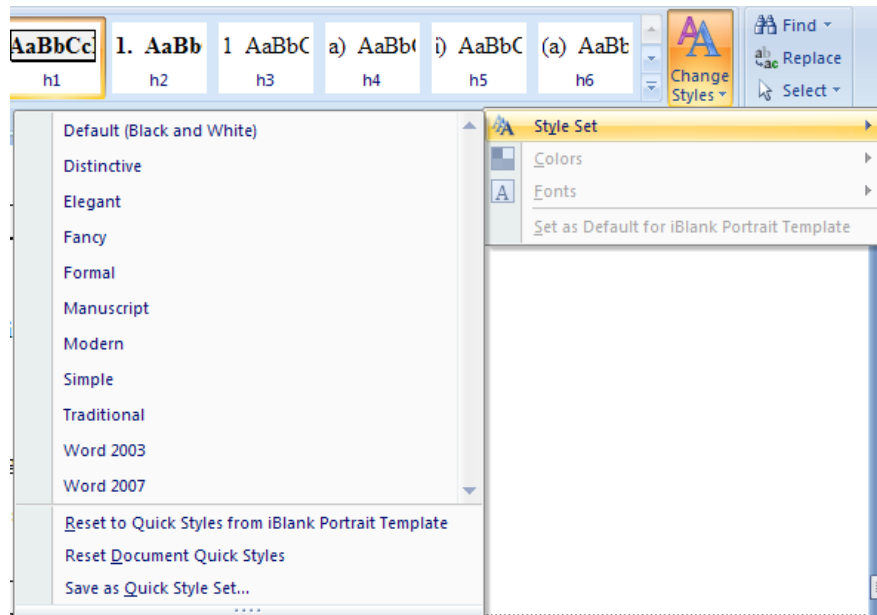 AaBbCc
1. AaBb
1 AaBbC
a) AaBb
i) AaBbC
(a) AaBb
h1
h2
h3
h4
h5
h6
Change
Styles
Find
Replace
Select
Style Set
Colors
Fonts
Set as Default for iBlank Portrait Template
Default (Black and White)
Distinctive
Elegant
Fancy
Formal
Manuscript
Modern
Simple
Traditional
Word 2003
Word 2007
Reset to Quick Styles from iBlank Portrait Template
Reset Document Quick Styles
Save as Quick Style Set...